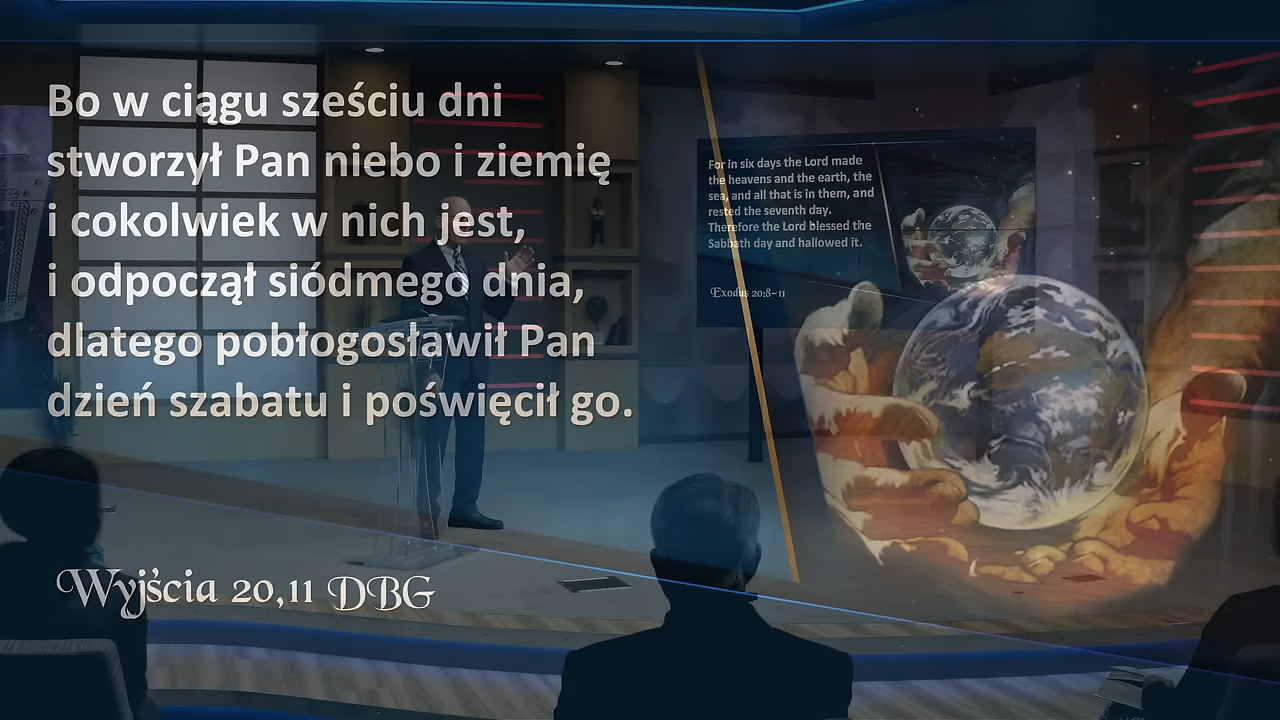 Bo w ciągu sześciu dni
stworzył Pan niebo i ziemię
i cokolwiek w nich jest,
i odpoczął siódmego dnia,
dlatego pobłogosławił Pan
dzień szabatu i poświęcił go.
Wyjścia 20,11 DBG
For in six days the Lord made
the heavens and the earth, the
sea, and all that is in them, and
rested the seventh day.
Therefore the Lord blessed the
Sabbath day and hallowed it.
Exodus 20:8-11